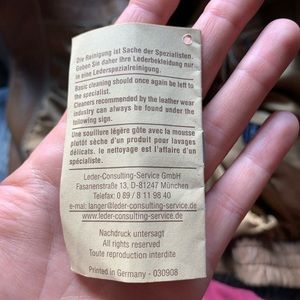 Die Reinigung ist Sache der Spezialisten.
Geben Sie daher Ihre Lederbekleidung nur
in eine Lederspezialreinigung.
Basic cleaning should once again be left to
the specialist.
Cleaners recommended by the leather wear
industry can always be found under the
following sign.
Une souillure légère gâte avec la mousse
plutôt sèche d'un produit pour lavages
délicats. le nettoyage est l'affaire d'un
spécialiste.
Leder-Consulting-Service GmbH
Fasanenstraße 13, D-81247 München
Telefax: 0 89 / 8 11 98 40
e-mail: langer@leder-consulting-service.de
www.leder-consulting-service.de
Nachdruck untersagt
All rights reserved
Toute reproduction interdite
Printed in Germany - 030908